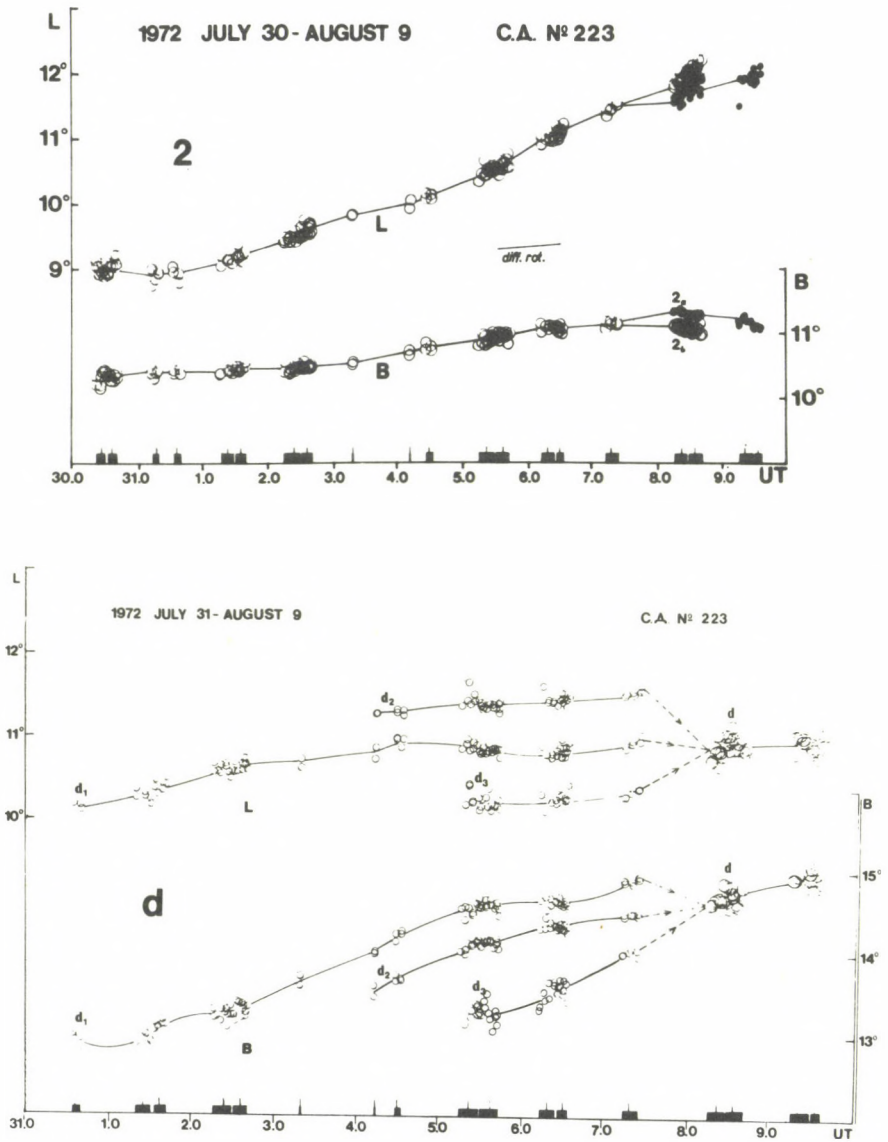 L
1972 JULY 30 - AUGUST 9 C.A. Nº 223
12°
11°
2
10°
L
9°
diff. rot.
B
2
2
11°
B
10°
30.0 31.0 1.0 2.0 3.0 4.0 5.0 6.0 7.0 8.0 9.0 UT
L
1972 JULY 31 - AUGUST 9 C.A. Nº 223
12°
d₂
11°
d
d₁
d₃
10°
L
B
15°
d
d
14°
d₂
d₃
d₁
13°
B
31.0 1.0 2.0 3.0 4.0 5.0 6.0 7.0 8.0 9.0 UT